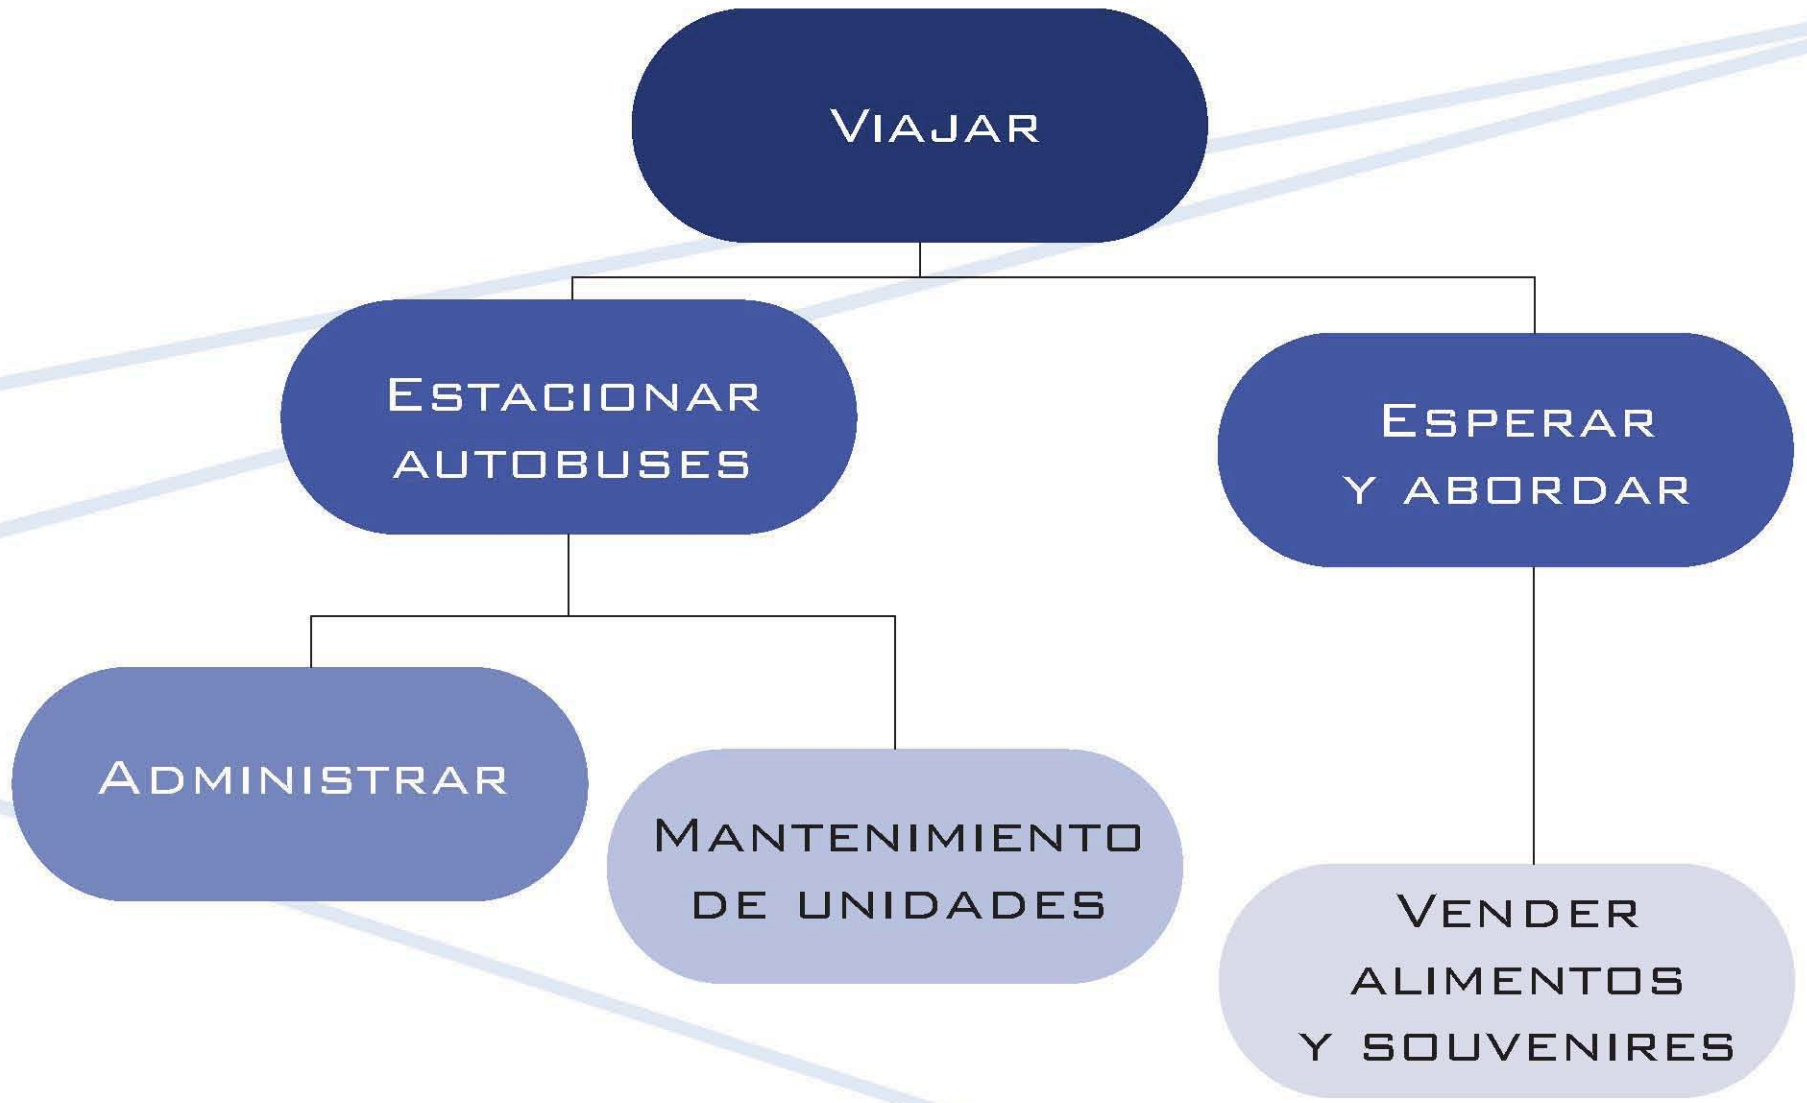 VIAJAR
ESTACIONAR
AUTOBUSES
ESPERAR
Y ABORDAR
ADMINISTRAR
MANTENIMIENTO
DE UNIDADES
VENDER
ALIMENTOS
Y SOUVENIRES